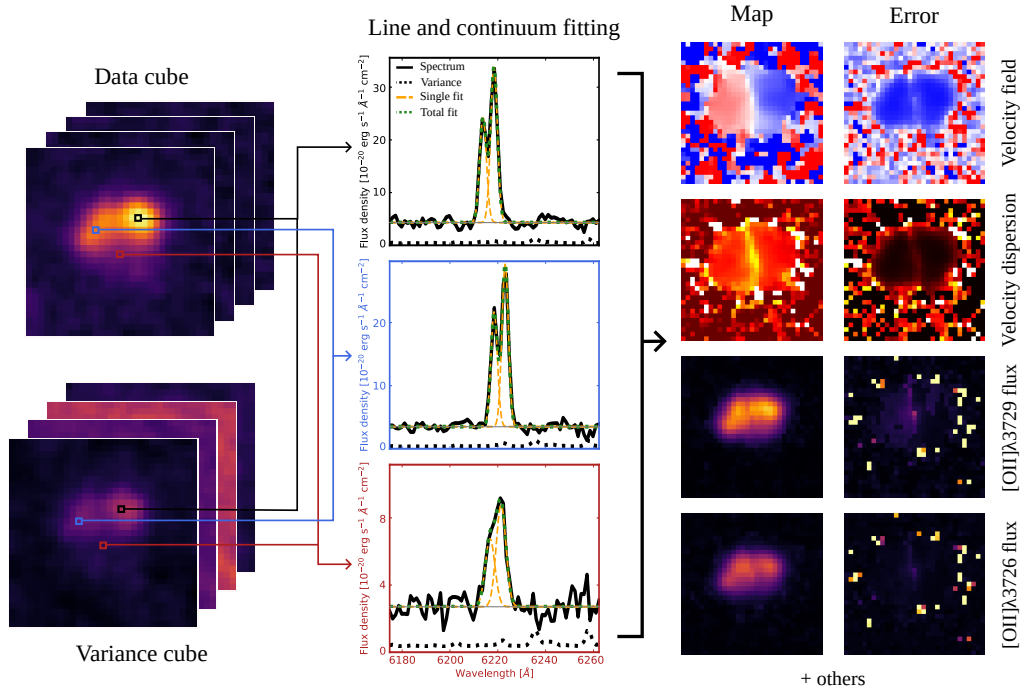 Line and continuum fitting
Map
Error
Data cube
Variance cube
Spectrum
Variance
Single fit
Total fit
Flux density [10⁻²⁰ erg s⁻¹ Å⁻¹ cm⁻²]
30
20
10
0
Flux density [10⁻²⁰ erg s⁻¹ Å⁻¹ cm⁻²]
20
10
0
Flux density [10⁻²⁰ erg s⁻¹ Å⁻¹ cm⁻²]
8
4
2
0
6180 6200 6220 6240 6260
Wavelength [Å]
Velocity field
Velocity dispersion
[OII]λ3729 flux
[OII]λ3726 flux
+ others